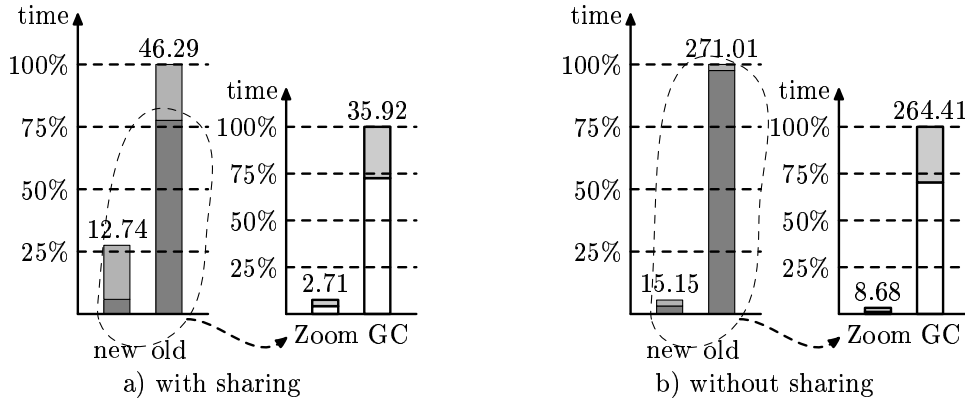 time
46.29
100%
75%
50%
25%
12.74
new old
time
35.92
100%
75%
50%
25%
2.71
Zoom GC
a) with sharing
time
271.01
100%
75%
50%
25%
15.15
new old
time
264.41
100%
75%
50%
25%
8.68
Zoom GC
b) without sharing